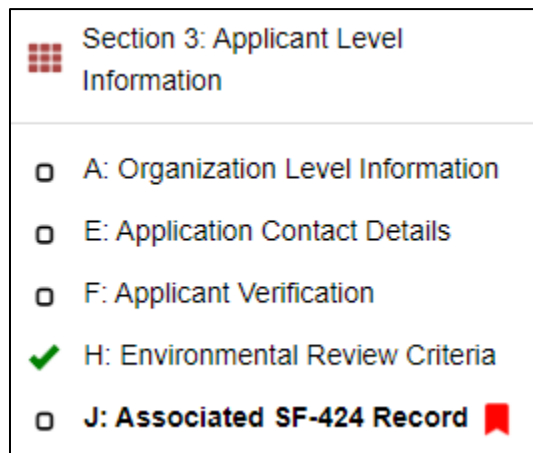 Section 3: Applicant Level
Information
A: Organization Level Information
E: Application Contact Details
F: Applicant Verification
H: Environmental Review Criteria
J: Associated SF-424 Record